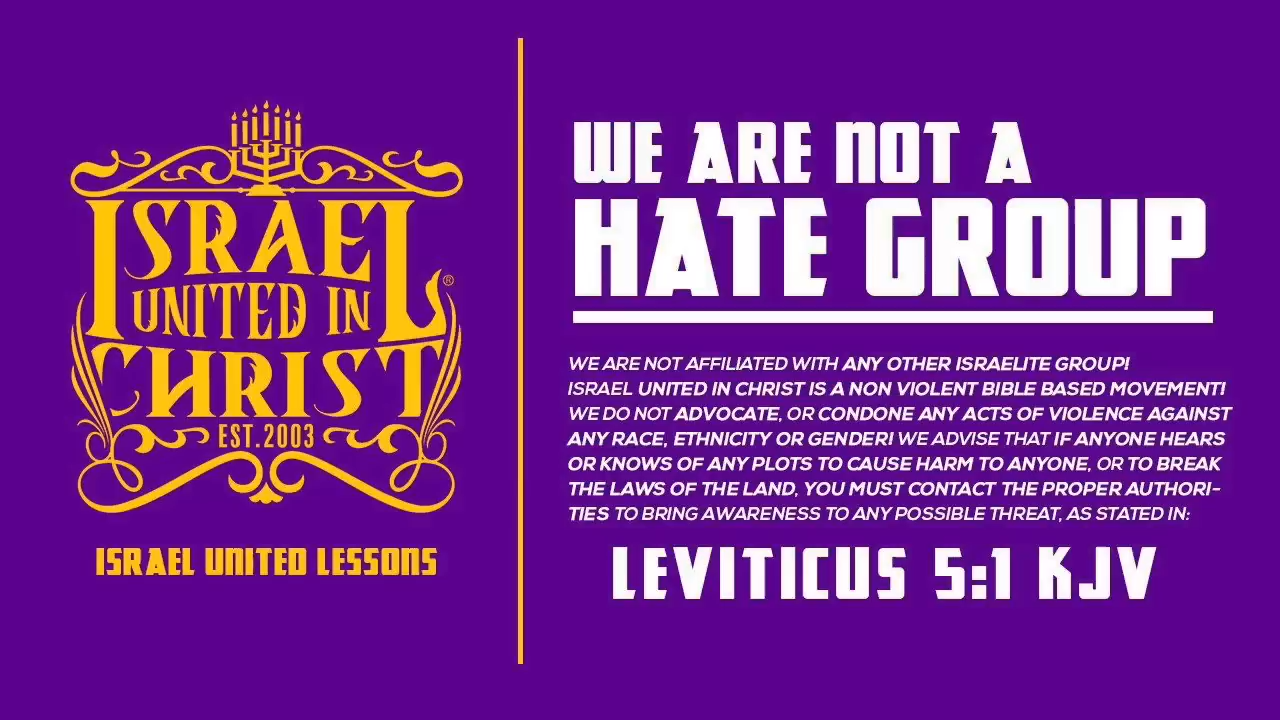 ISRAEL
UNITED IN
CHRIST
EST.2003
®
ISRAEL UNITED LESSONS
WE ARE NOT A
HATE GROUP
WE ARE NOT AFFILIATED WITH ANY OTHER ISRAELITE GROUP!
ISRAEL UNITED IN CHRIST IS A NON VIOLENT BIBLE BASED MOVEMENT!
WE DO NOT ADVOCATE, OR CONDONE ANY ACTS OF VIOLENCE AGAINST
ANY RACE, ETHNICITY OR GENDER! WE ADVISE THAT IF ANYONE HEARS
OR KNOWS OF ANY PLOTS TO CAUSE HARM TO ANYONE, OR TO BREAK
THE LAWS OF THE LAND, YOU MUST CONTACT THE PROPER AUTHORI-
TIES TO BRING AWARENESS TO ANY POSSIBLE THREAT, AS STATED IN:
LEVITICUS 5:1 KJV